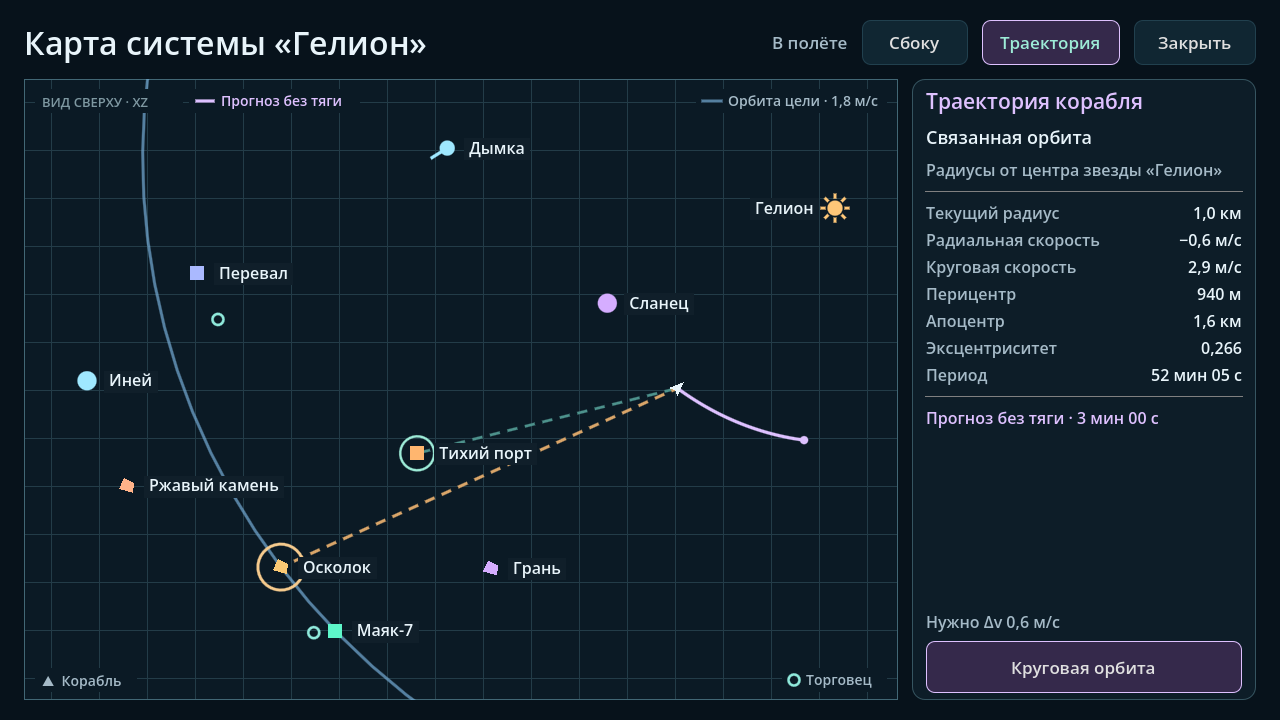 Карта системы «Гелион»
В полёте
Сбоку
Траектория
Закрыть
ВИД СВЕРХУ · XZ
Прогноз без тяги
Орбита цели · 1,8 м/с
Дымка
Гелион
Перевал
Сланец
Иней
Тихий порт
Ржавый камень
Осколок
Грань
Маяк-7
Корабль
Торговец
Траектория корабля
Связанная орбита
Радиусы от центра звезды «Гелион»
Текущий радиус 1,0 км
Радиальная скорость −0,6 м/с
Круговая скорость 2,9 м/с
Перицентр 940 м
Апоцентр 1,6 км
Эксцентриситет 0,266
Период 52 мин 05 с
Прогноз без тяги · 3 мин 00 с
Нужно Δv 0,6 м/с
Круговая орбита